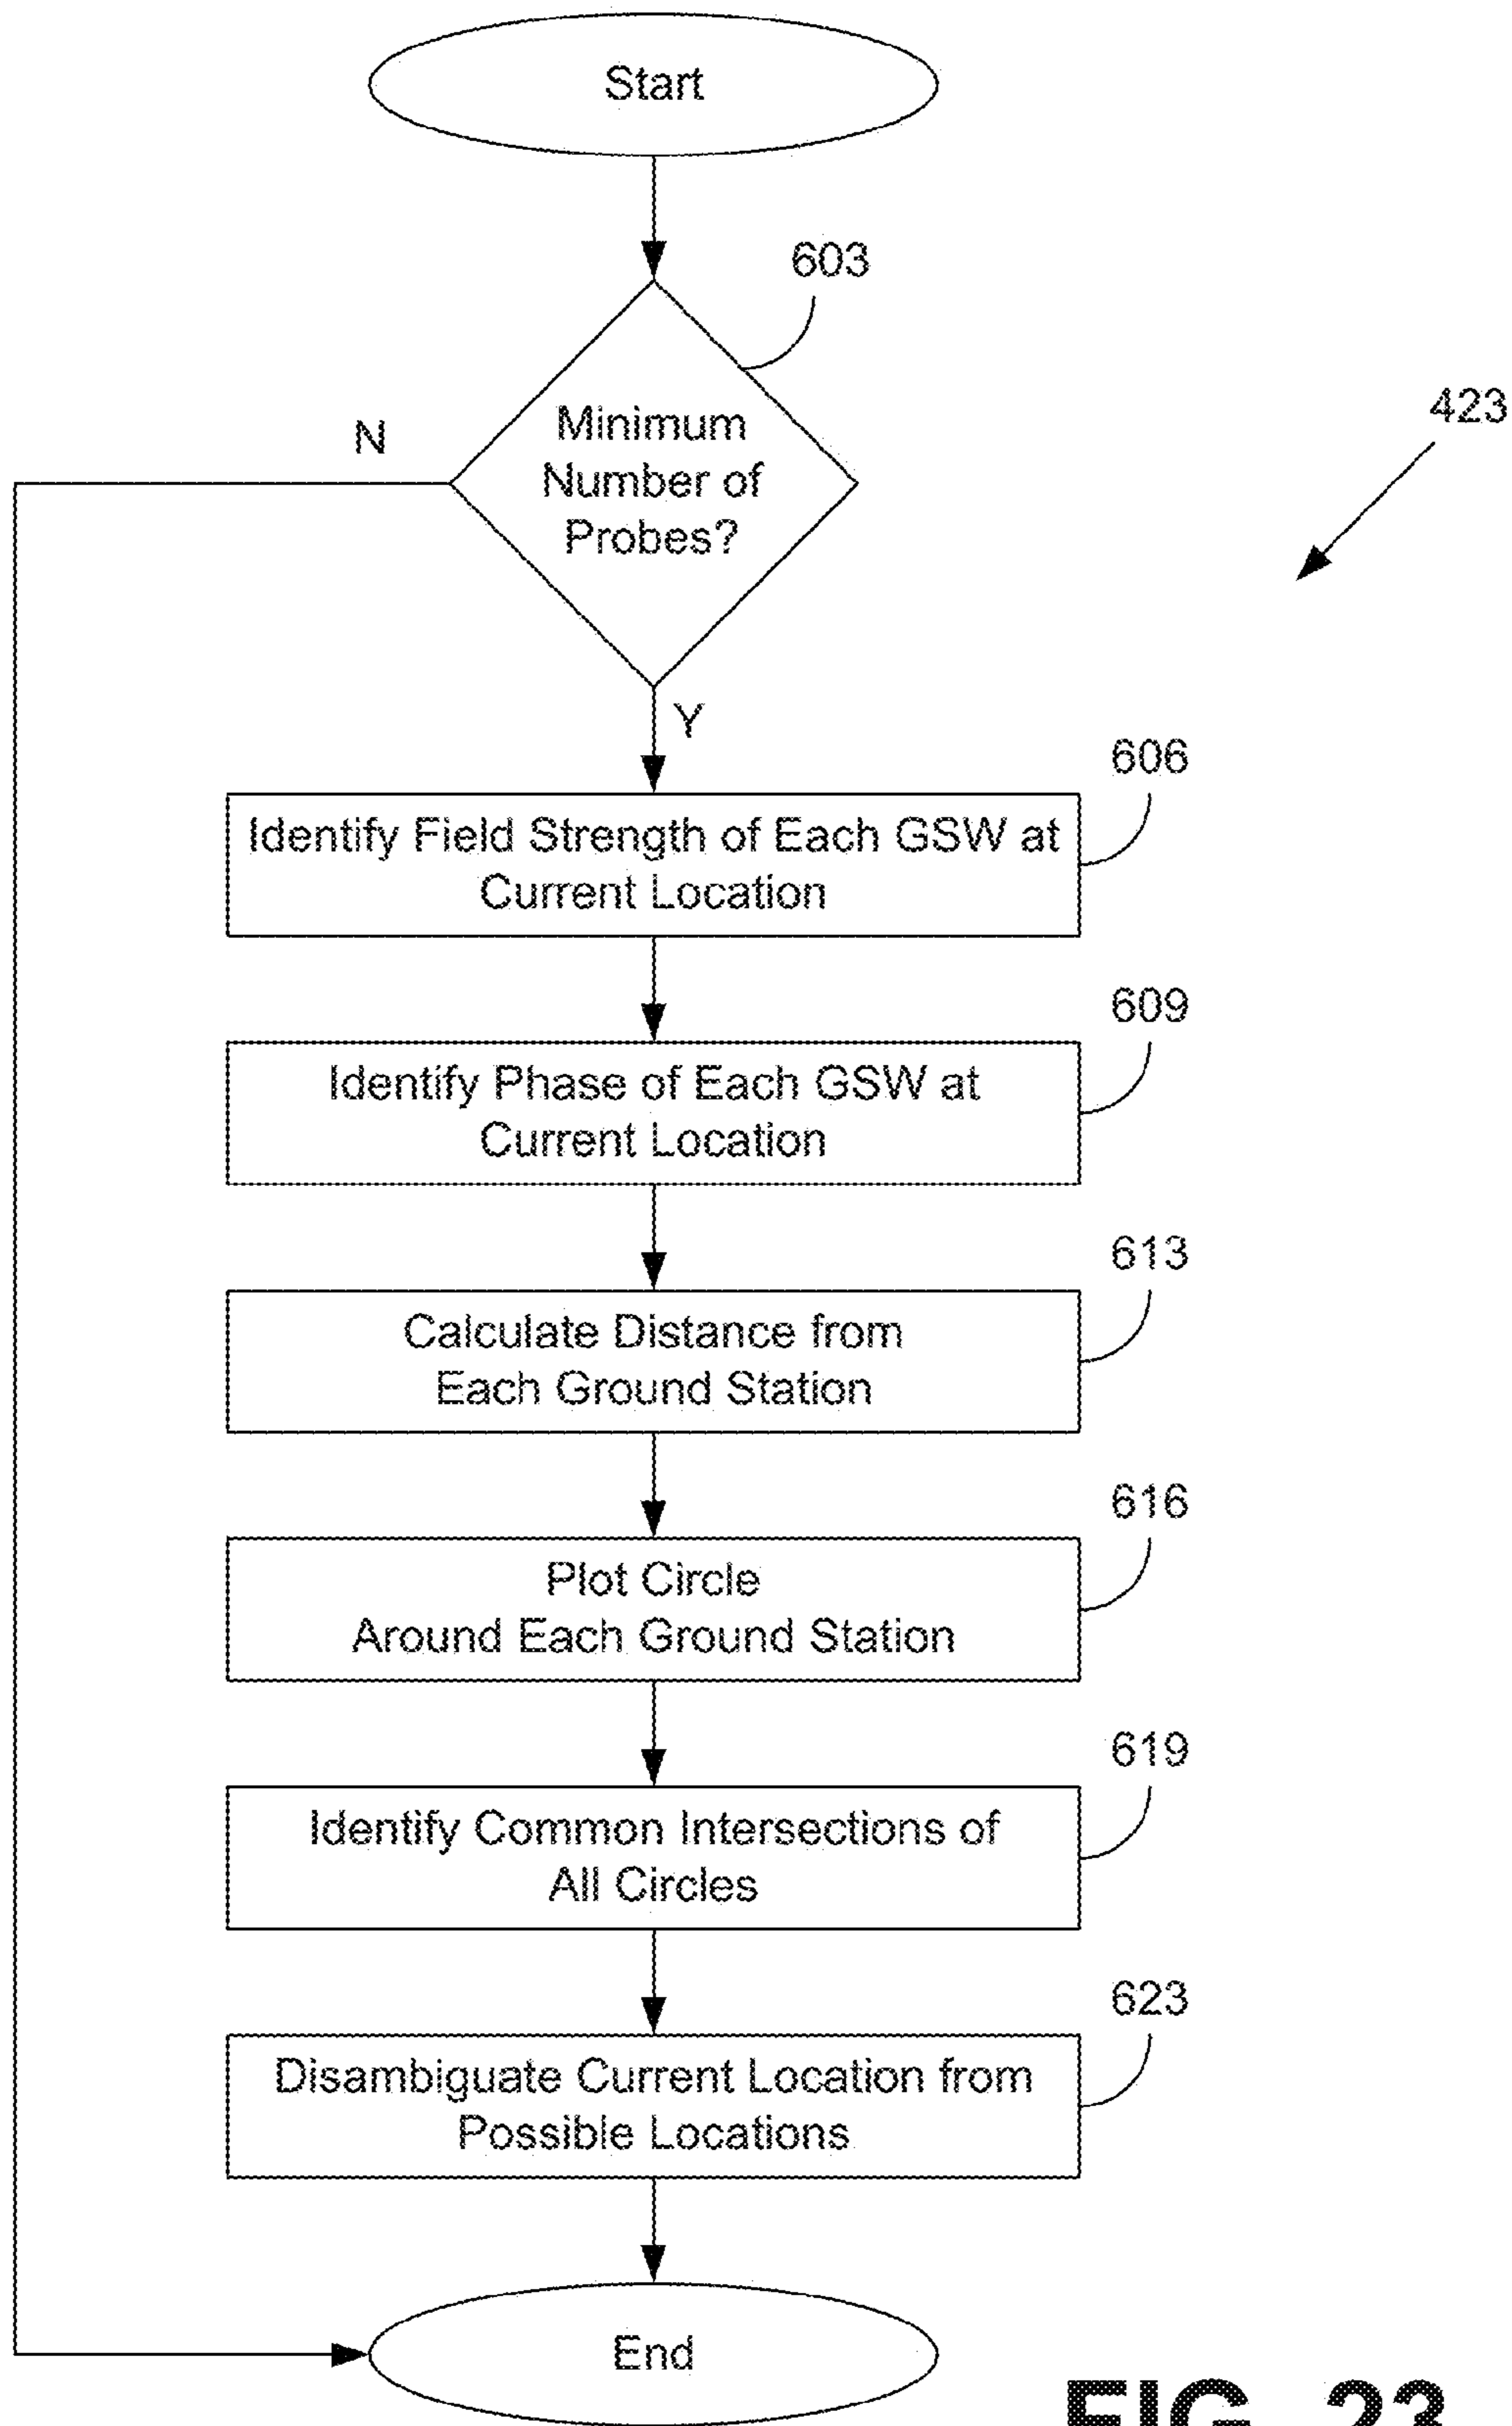 Start
603
423
N
Minimum
Number of
Probes?
Y
606
Identify Field Strength of Each GSW at
Current Location
609
Identify Phase of Each GSW at
Current Location
613
Calculate Distance from
Each Ground Station
616
Plot Circle
Around Each Ground Station
619
Identify Common Intersections of
All Circles
623
Disambiguate Current Location from
Possible Locations
End
FIG. 23